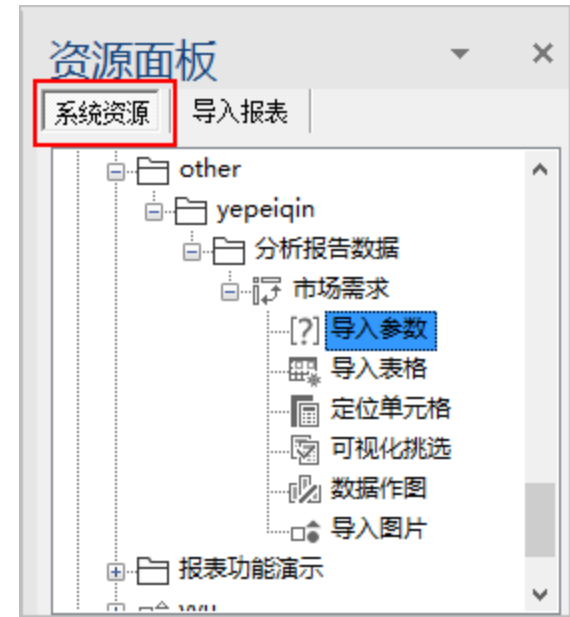 资源面板
系统资源 导入报表
other
yepeiqin
分析报告数据
市场需求
[?] 导入参数
导入表格
定位单元格
可视化挑选
数据作图
导入图片
报表功能演示